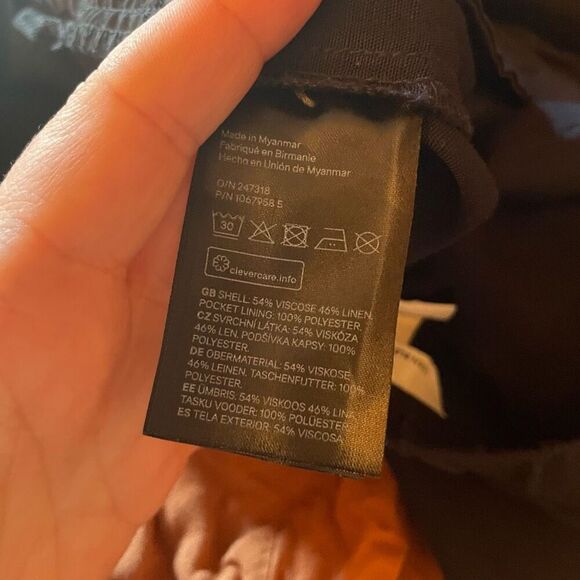 Made in Myanmar
Fabriqué en Birmanie
Hecho en Unión de Myanmar
O/N 247318
P/N 1067958 5
30
clevercare.info
GB SHELL: 54% VISCOSE 46% LINEN.
POCKET LINING: 100% POLYESTER.
CZ SVRCHNÍ LÁTKA: 54% VISKÓZA
46% LEN. PODŠÍVKA KAPSY: 100%
POLYESTER.
DE OBERMATERIAL: 54% VISKOSE
46% LEINEN. TASCHENFUTTER: 100%
POLYESTER.
EE ÜMBRIS: 54% VISKOOS 46% LINA
TASKU VOODER: 100% POLÜESTER
ES TELA EXTERIOR: 54% VISCOSA